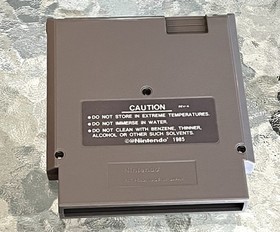 CAUTION
● DO NOT STORE IN EXTREME TEMPERATURES.
● DO NOT IMMERSE IN WATER.
● DO NOT CLEAN WITH BENZENE, THINNER,
ALCOHOL OR OTHER SUCH SOLVENTS.
©®Nintendo® 1985
Nintendo